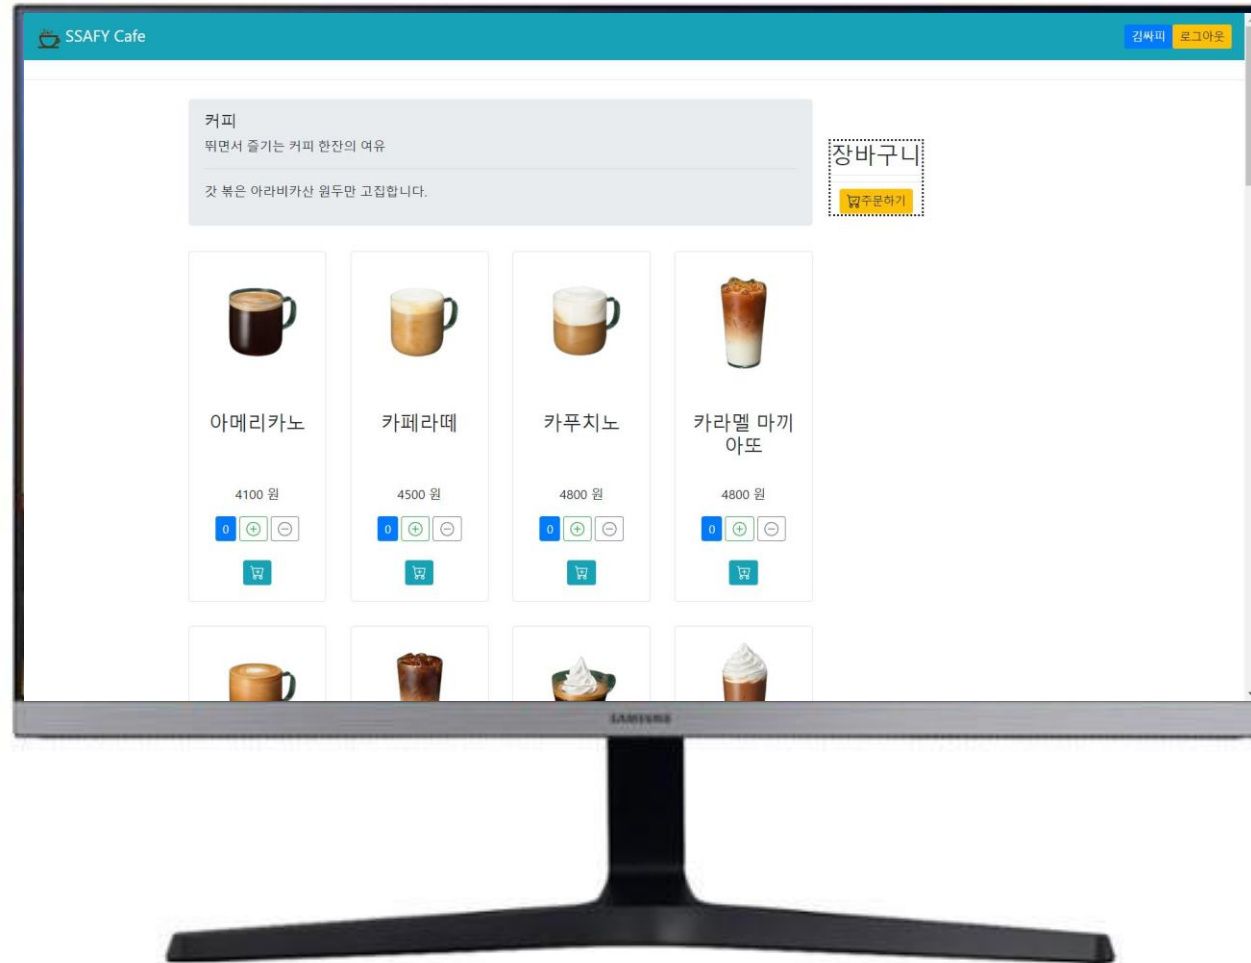 SSAFY Cafe
김싸피 로그아웃
커피
뛰면서 즐기는 커피 한잔의 여유
갓 볶은 아라비카산 원두만 고집합니다.
장바구니
주문하기
아메리카노
4100 원
0
카페라떼
4500 원
0
카푸치노
4800 원
0
카라멜 마끼
아또
4800 원
0
SAMSUNG